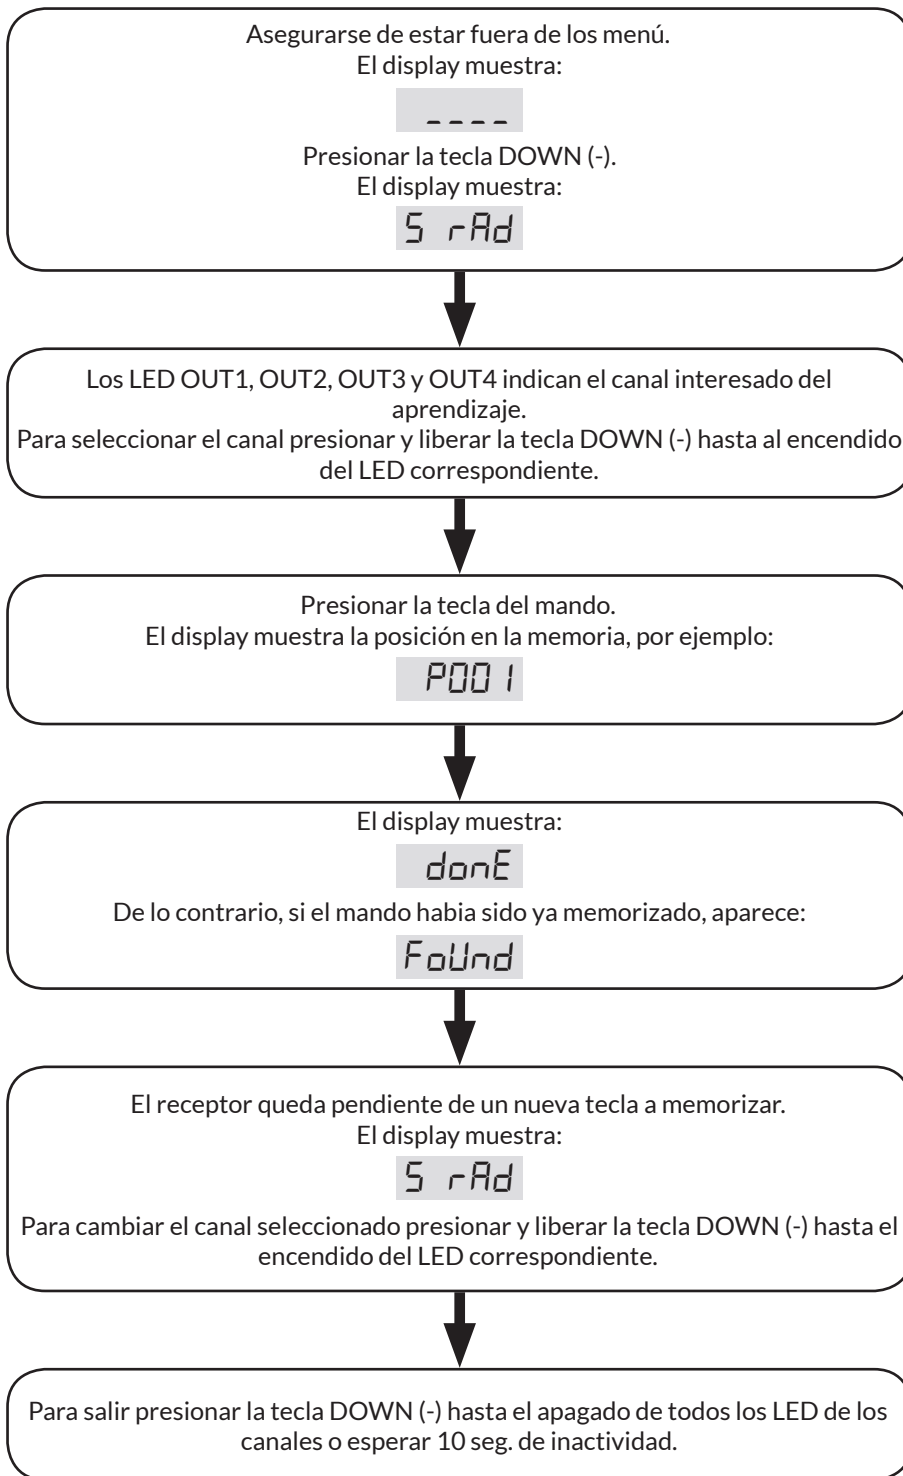 Asegurarse de estar fuera de los menú.
El display muestra:
_ _ _ _
Presionar la tecla DOWN (-).
El display muestra:
S rAd
Los LED OUT1, OUT2, OUT3 y OUT4 indican el canal interesado del
aprendizaje.
Para seleccionar el canal presionar y liberar la tecla DOWN (-) hasta al encendido
del LED correspondiente.
Presionar la tecla del mando.
El display muestra la posición en la memoria, por ejemplo:
P001
El display muestra:
donE
De lo contrario, si el mando habia sido ya memorizado, aparece:
FoUnd
El receptor queda pendiente de un nueva tecla a memorizar.
El display muestra:
S rAd
Para cambiar el canal seleccionado presionar y liberar la tecla DOWN (-) hasta el
encendido del LED correspondiente.
Para salir presionar la tecla DOWN (-) hasta el apagado de todos los LED de los
canales o esperar 10 seg. de inactividad.